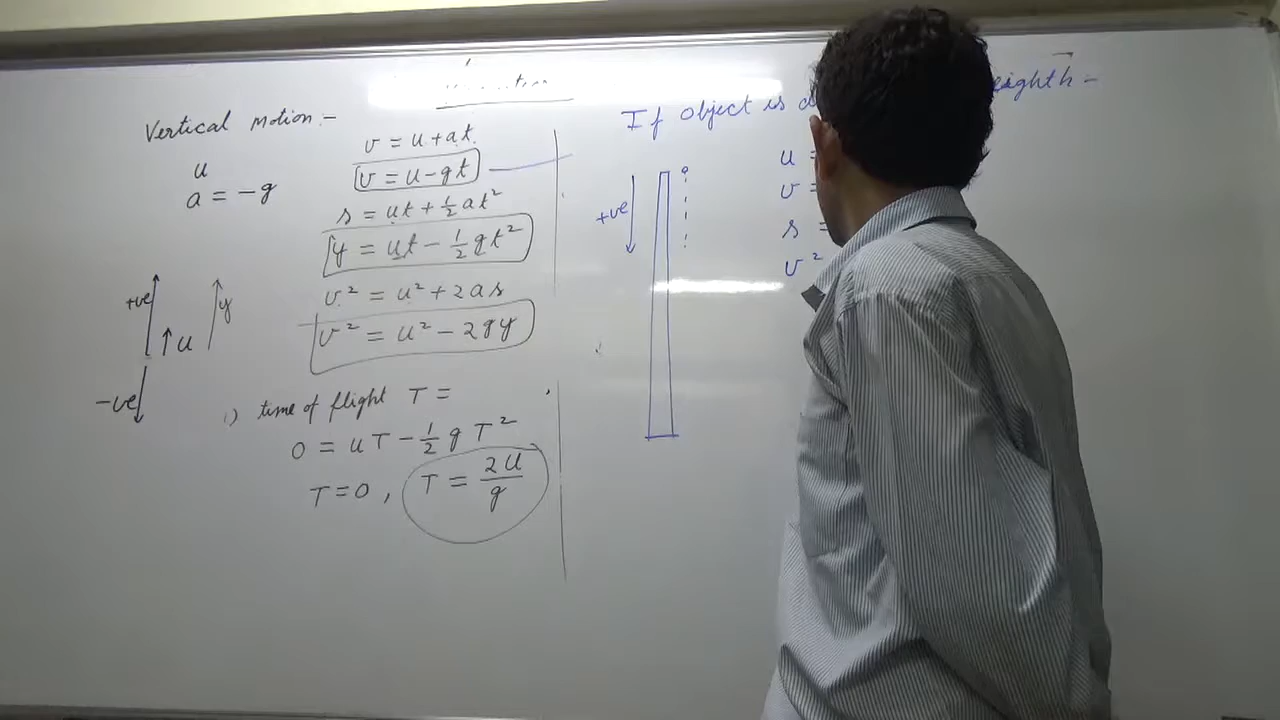 Vertical Motion:-
u
a = -g
+ve
↑u
y
-ve
v = u+at
v = u-gt
s = ut + ½at²
y = ut - ½gt²
v² = u² + 2as
v² = u² - 2gy
i) time of flight T =
0 = uT - ½gT²
T=0, T = 2u/g
If object is
+ve
u =
v =
s =
v²